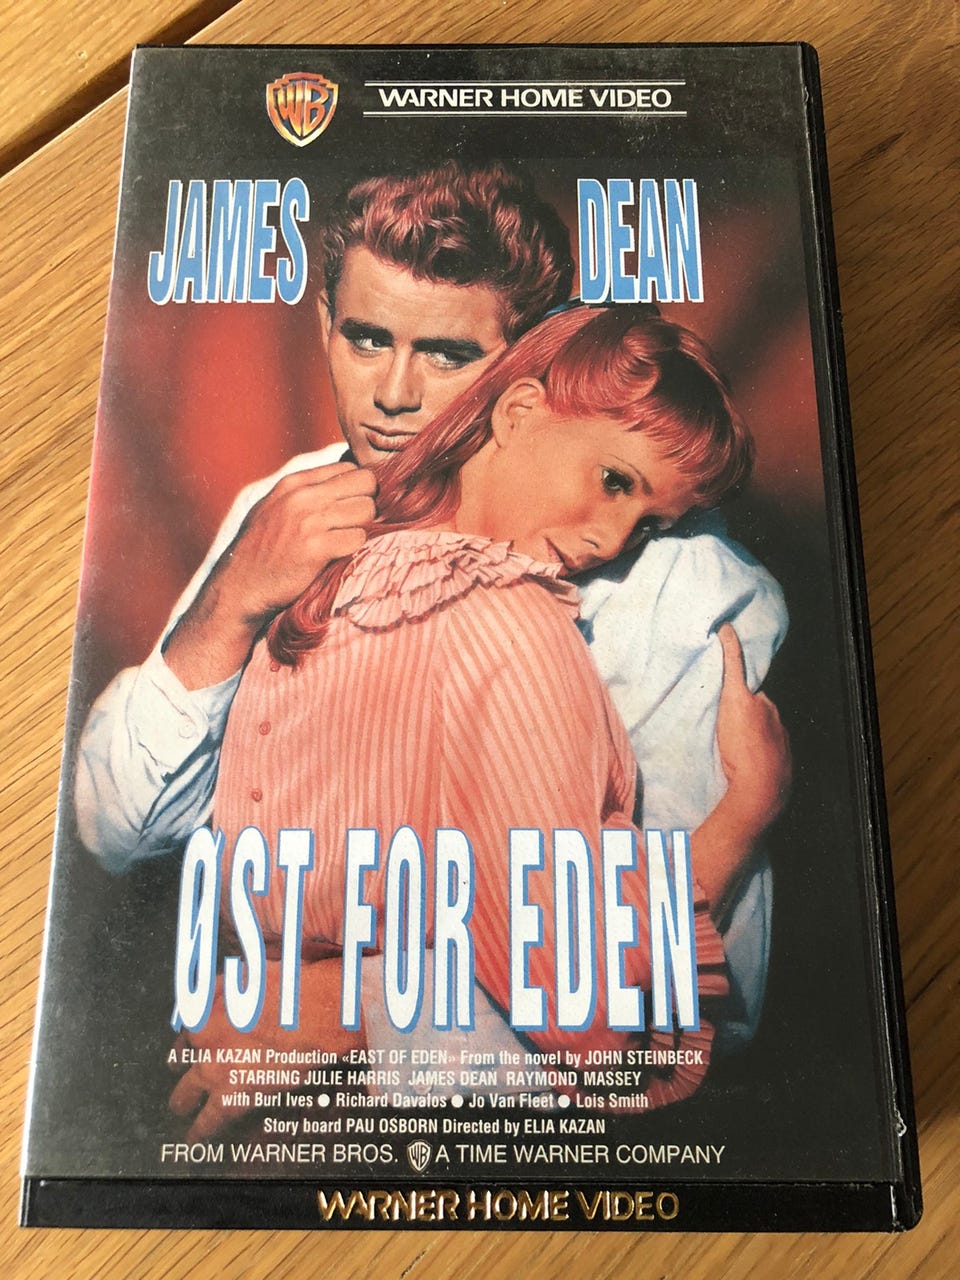 WB
WARNER HOME VIDEO
JAMES DEAN
ØST FOR EDEN
A ELIA KAZAN Production «EAST OF EDEN» From the novel by JOHN STEINBECK
STARRING JULIE HARRIS JAMES DEAN RAYMOND MASSEY
with Burl Ives ● Richard Davalos ● Jo Van Fleet ● Lois Smith
Story board PAU OSBORN Directed by ELIA KAZAN
FROM WARNER BROS. WB A TIME WARNER COMPANY
WARNER HOME VIDEO